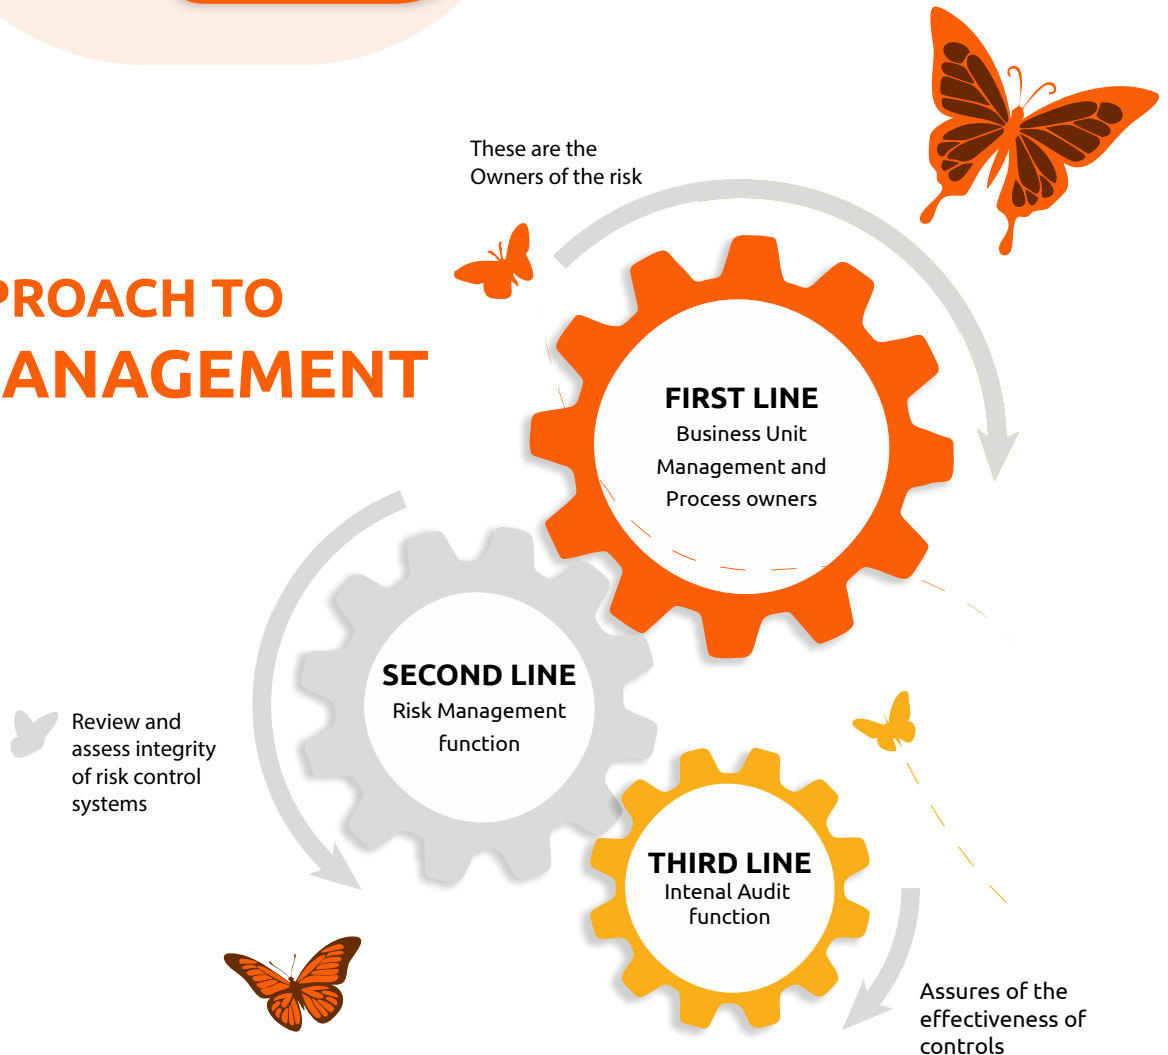 These are the
Owners of the risk
PROACH TO
ANAGEMENT
FIRST LINE
Business Unit
Management and
Process owners
SECOND LINE
Risk Management
function
Review and
assess integrity
of risk control
systems
THIRD LINE
Intenal Audit
function
Assures of the
effectiveness of
controls